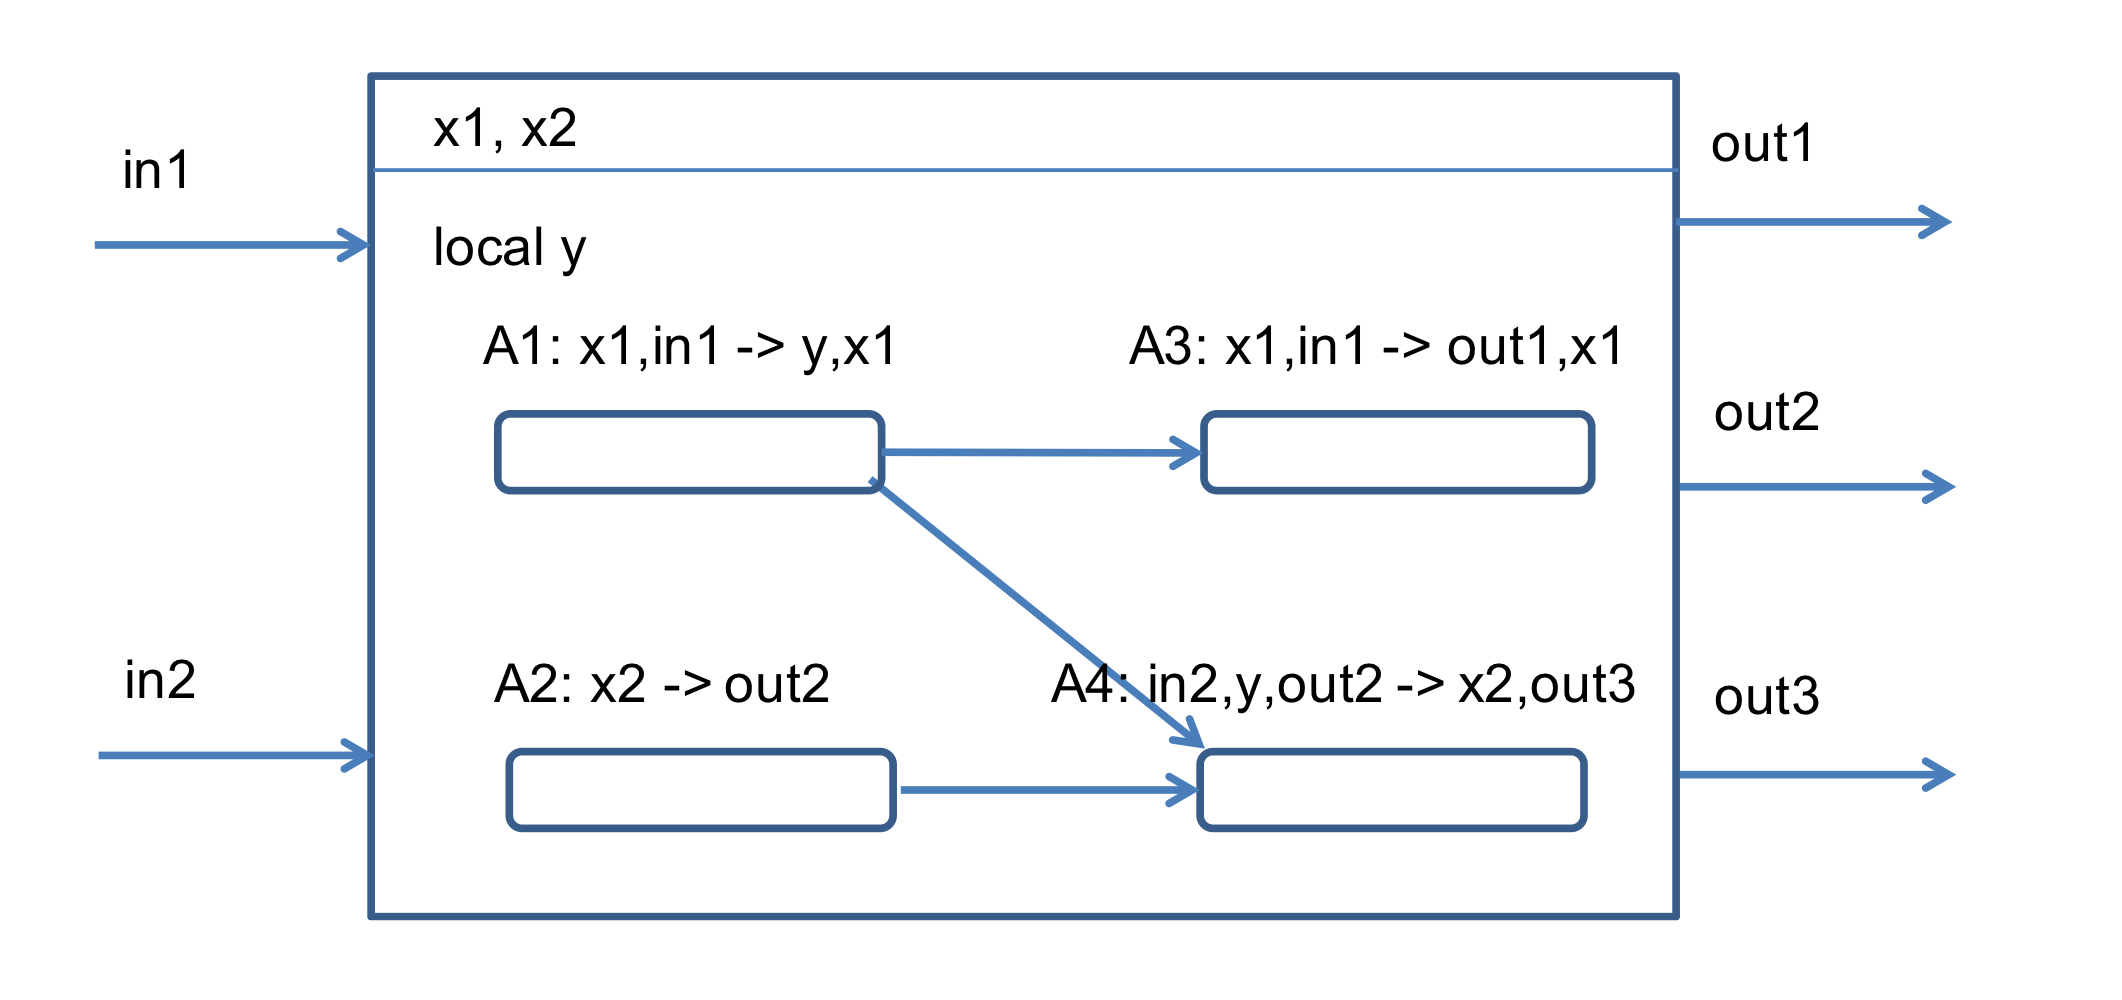 x1, x2
in1
out1
local y
A1: x1,in1 -> y,x1
A3: x1,in1 -> out1,x1
out2
in2
A2: x2 -> out2
A4: in2,y,out2 -> x2,out3
out3